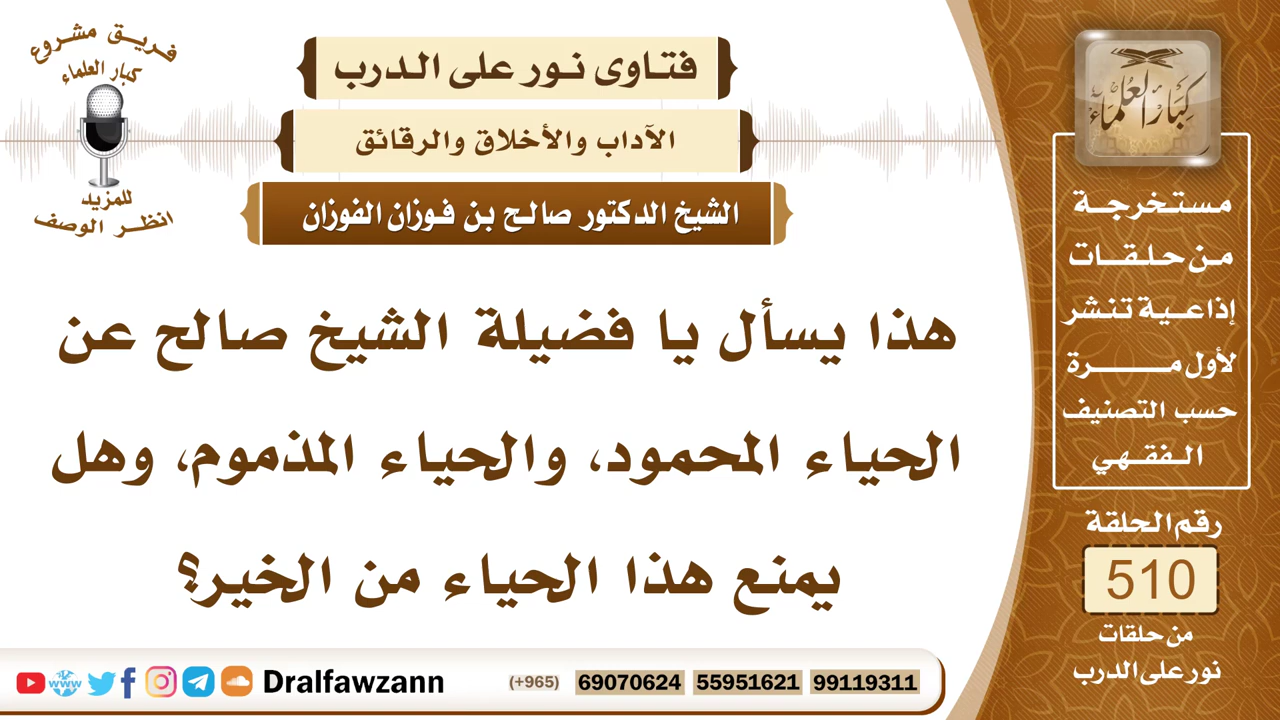 فريق مشروع
كبار العلماء
للمزيد
انظر الوصف
فتاوى نور على الدرب
الآداب والأخلاق والرقائق
الشيخ الدكتور صالح بن فوزان الفوزان
هذا يسأل يا فضيلة الشيخ صالح عن
الحياء المحمود، والحياء المذموم، وهل
يمنع هذا الحياء من الخير؟
كبار العلماء
مستخرجة
من حلقات
إذاعية تنشر
لأول مرة
حسب التصنيف
الفقهي
رقم الحلقة
510
من حلقات
نور على الدرب
www Dralfawzann (+965) 69070624 55951621 99119311